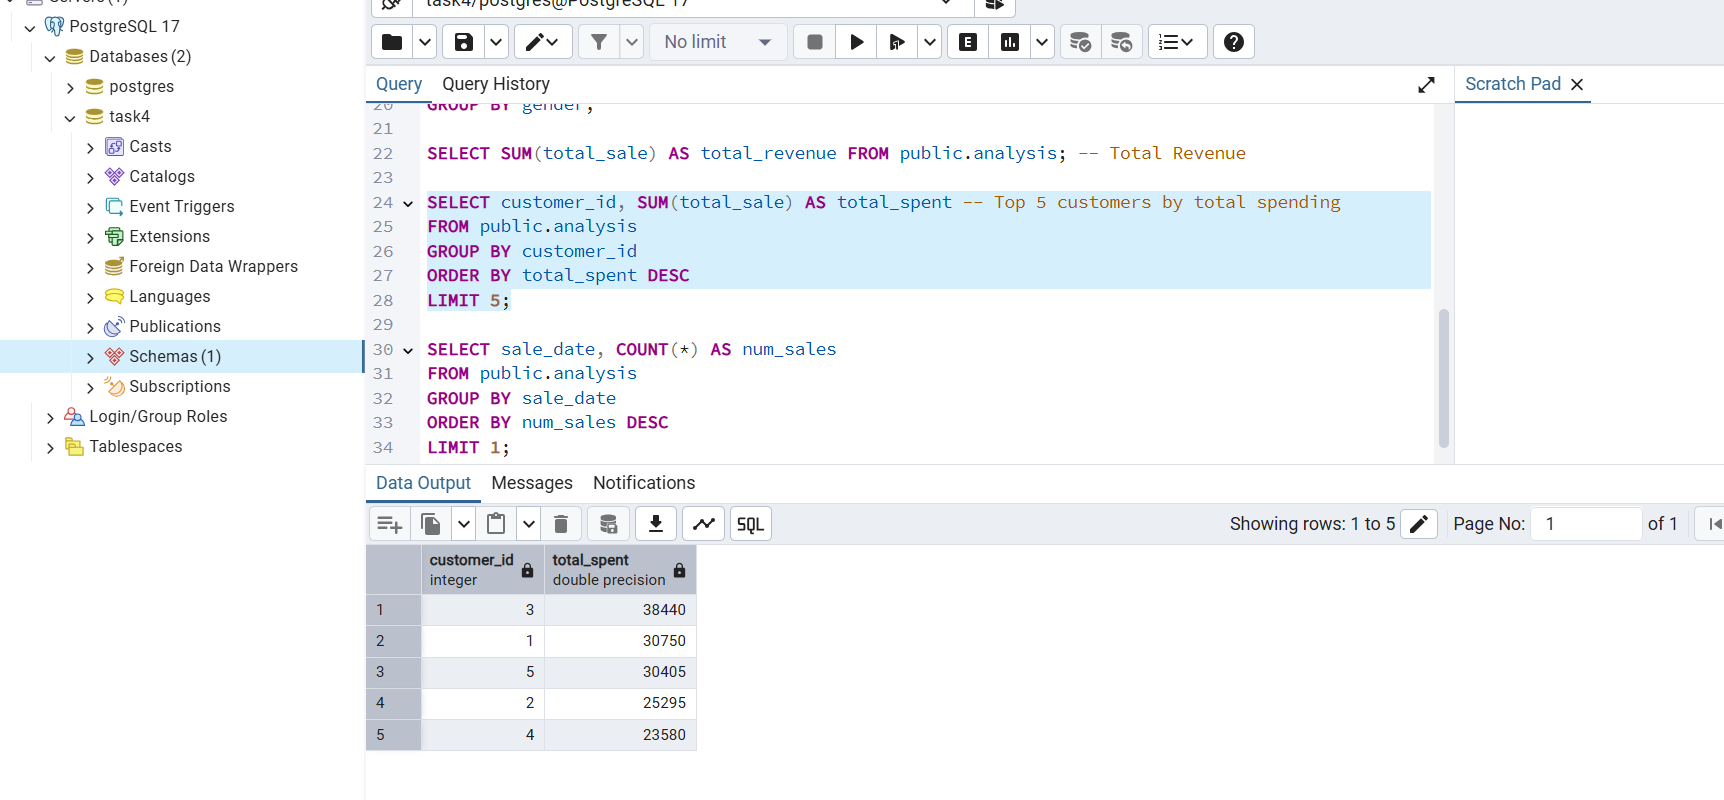 Servers (1)
PostgreSQL 17
Databases (2)
postgres
task4
Casts
Catalogs
Event Triggers
Extensions
Foreign Data Wrappers
Languages
Publications
Schemas (1)
Subscriptions
Login/Group Roles
Tablespaces
task4/postgres@PostgreSQL 17
No limit
E
Query
Query History
Scratch Pad
20 GROUP BY gender;
21
22 SELECT SUM(total_sale) AS total_revenue FROM public.analysis; -- Total Revenue
23
24 SELECT customer_id, SUM(total_sale) AS total_spent -- Top 5 customers by total spending
25 FROM public.analysis
26 GROUP BY customer_id
27 ORDER BY total_spent DESC
28 LIMIT 5;
29
30 SELECT sale_date, COUNT(*) AS num_sales
31 FROM public.analysis
32 GROUP BY sale_date
33 ORDER BY num_sales DESC
34 LIMIT 1;
Data Output Messages Notifications
SQL
Showing rows: 1 to 5
Page No: 1 of 1
customer_id total_spent
integer double precision
1 3 38440
2 1 30750
3 5 30405
4 2 25295
5 4 23580